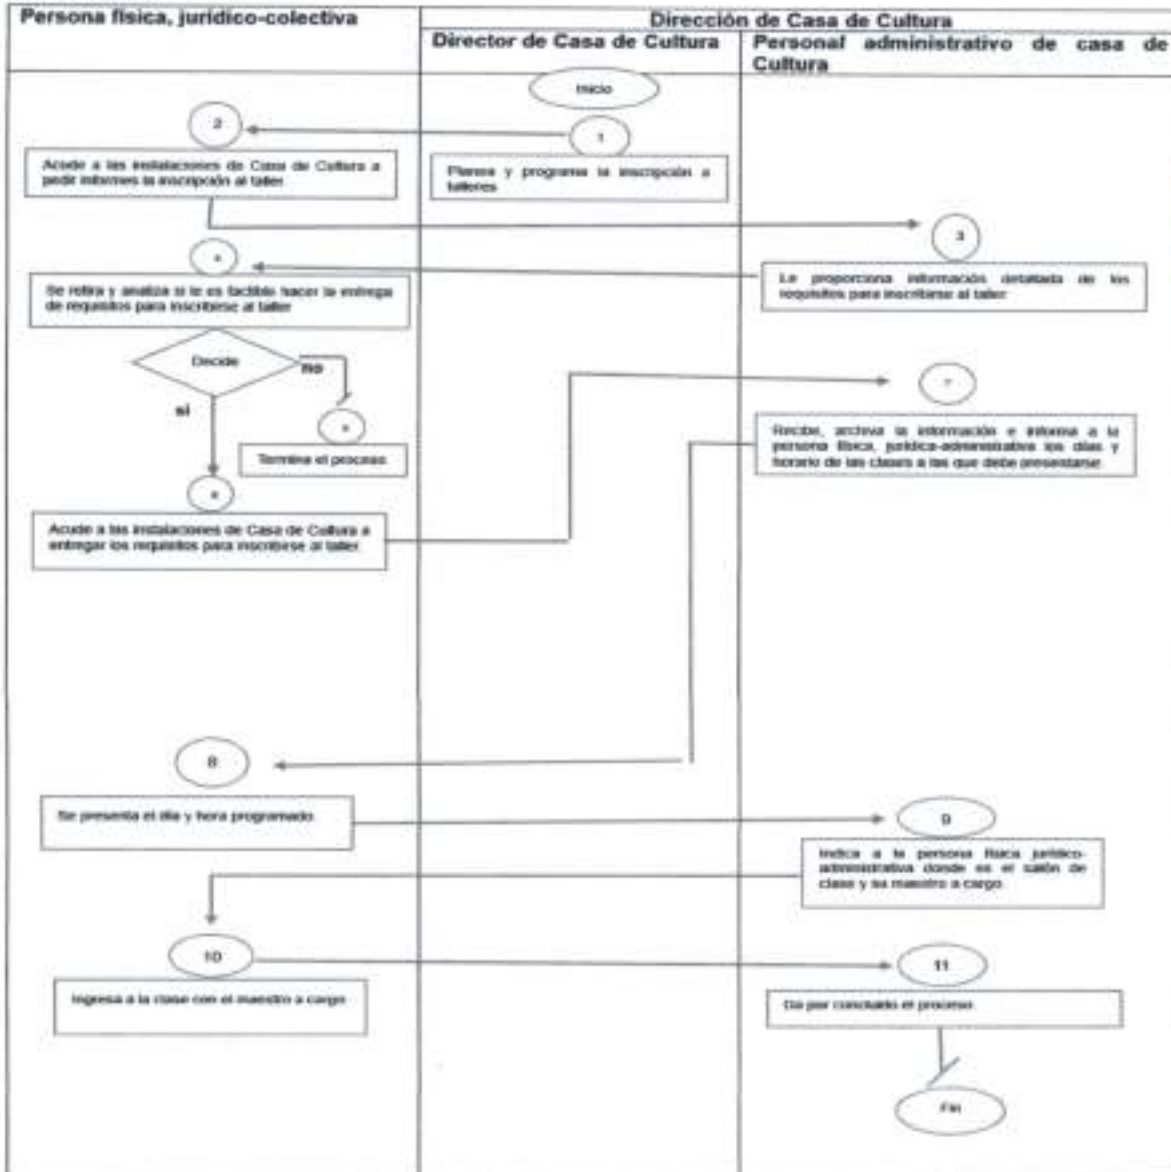 Persona física, jurídico-colectiva
Dirección de Casa de Cultura
Director de Casa de Cultura
Personal administrativo de casa de
Cultura
Inicio
2
1
Acude a las instalaciones de Casa de Cultura a
pedir informes la inscripción al taller
Planea y programa la inscripción a
talleres
3
4
Le proporciona información detallada de los
requisitos para inscribirse al taller
Se retira y analiza si le es factible hacer la entrega
de requisitos para inscribirse al taller
Decide
no
si
7
Termina el proceso
Recibe, archiva la información e informa a la
persona física, jurídica-administrativa los días y
horario de las clases a las que debe presentarse
Acude a las instalaciones de Casa de Cultura a
entregar los requisitos para inscribirse al taller.
8
Se presenta el día y hora programado
9
Indica a la persona física jurídico-
administrativa donde es el salón de
clase y su maestro a cargo.
10
11
Ingresa a la clase con el maestro a cargo
Da por concluido el proceso
Fin